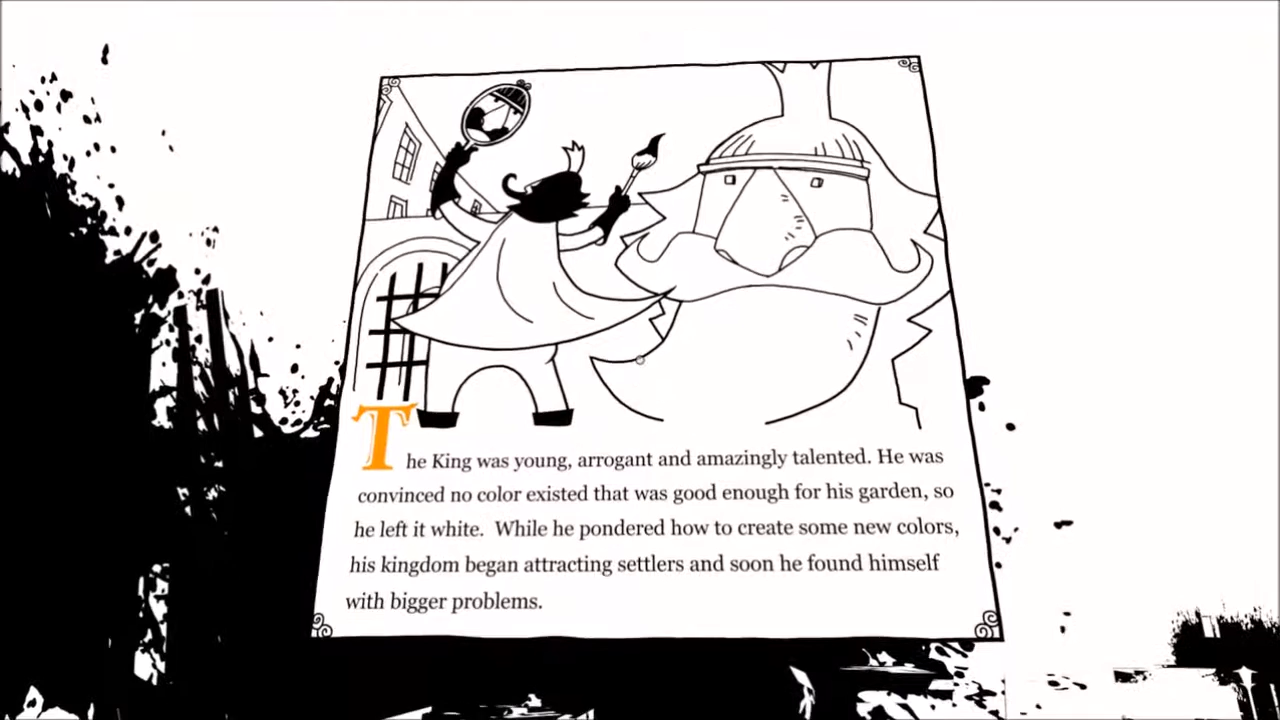 The King was young, arrogant and amazingly talented. He was
convinced no color existed that was good enough for his garden, so
he left it white. While he pondered how to create some new colors,
his kingdom began attracting settlers and soon he found himself
with bigger problems.